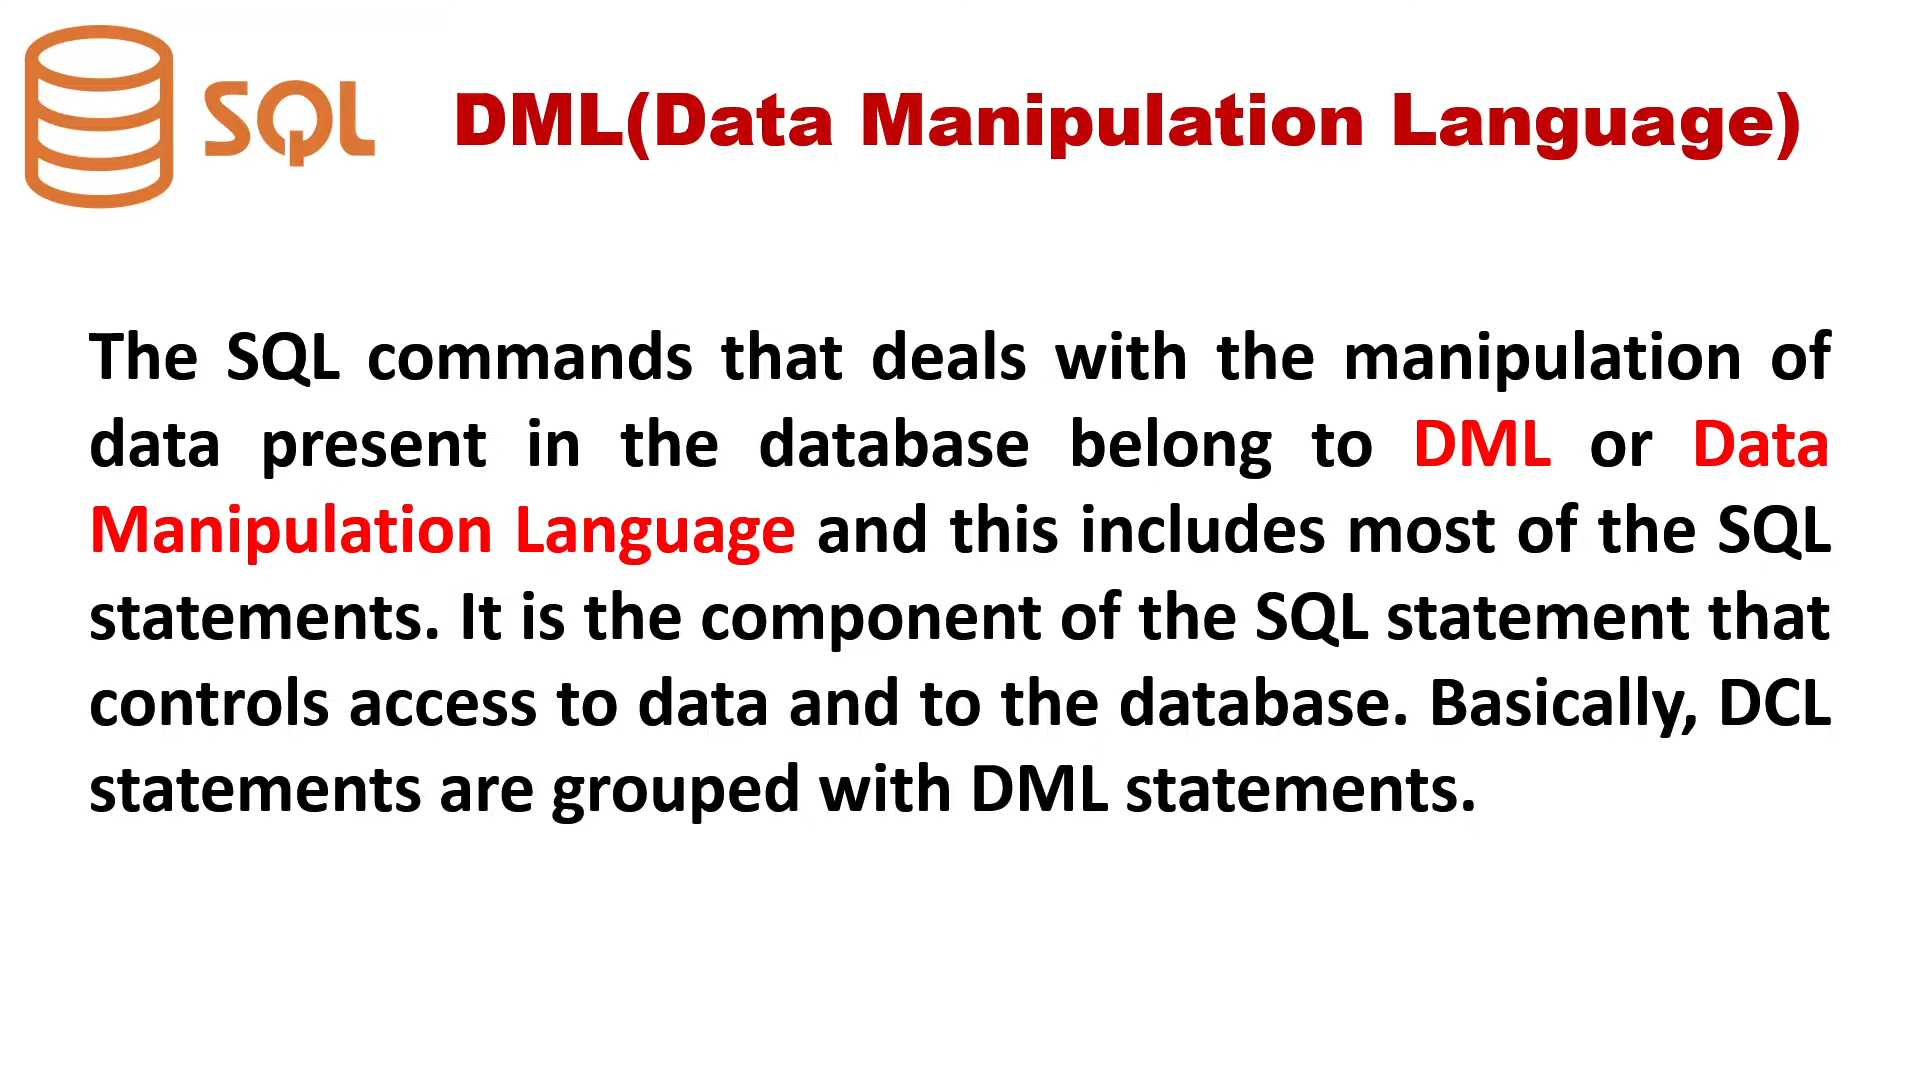 SQL
DML(Data Manipulation Language)
The SQL commands that deals with the manipulation of
data present in the database belong to DML or Data
Manipulation Language and this includes most of the SQL
statements. It is the component of the SQL statement that
controls access to data and to the database. Basically, DCL
statements are grouped with DML statements.